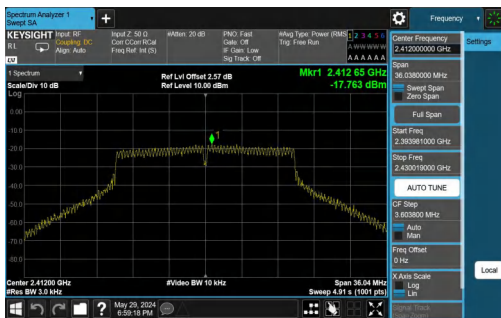 Spectrum Analyzer 1
Swept SA
Frequency
KEYSIGHT
RL
Input: RF
Coupling: DC
Align: Auto
Input Z: 50 Ω
Corr CCorr RCal
Freq Ref: Int (S)
#Atten: 20 dB
PNO: Fast
Gate: Off
IF Gain: Low
Sig Track: Off
#Avg Type: Power (RMS)
Trig: Free Run
1 2 3 4 5 6
A W W W W W
A A A A A A
LW
1 Spectrum
Scale/Div 10 dB
Log
Ref Lvl Offset 2.57 dB
Ref Level 10.00 dBm
Mkr1 2.412 65 GHz
-17.763 dBm
0.00
-10.0
-20.0
-30.0
-40.0
-50.0
-60.0
-70.0
-80.0
1
Center 2.41200 GHz
#Res BW 3.0 kHz
#Video BW 10 kHz
Span 36.04 MHz
Sweep 4.91 s (1001 pts)
May 29, 2024
6:59:18 PM
Center Frequency
2.412000000 GHz
Span
36.0380000 MHz
Swept Span
Zero Span
Full Span
Start Freq
2.393981000 GHz
Stop Freq
2.430019000 GHz
AUTO TUNE
CF Step
3.603800 MHz
Auto
Man
Freq Offset
0 Hz
X Axis Scale
Log
Lin
Signal Track
Settings
Local